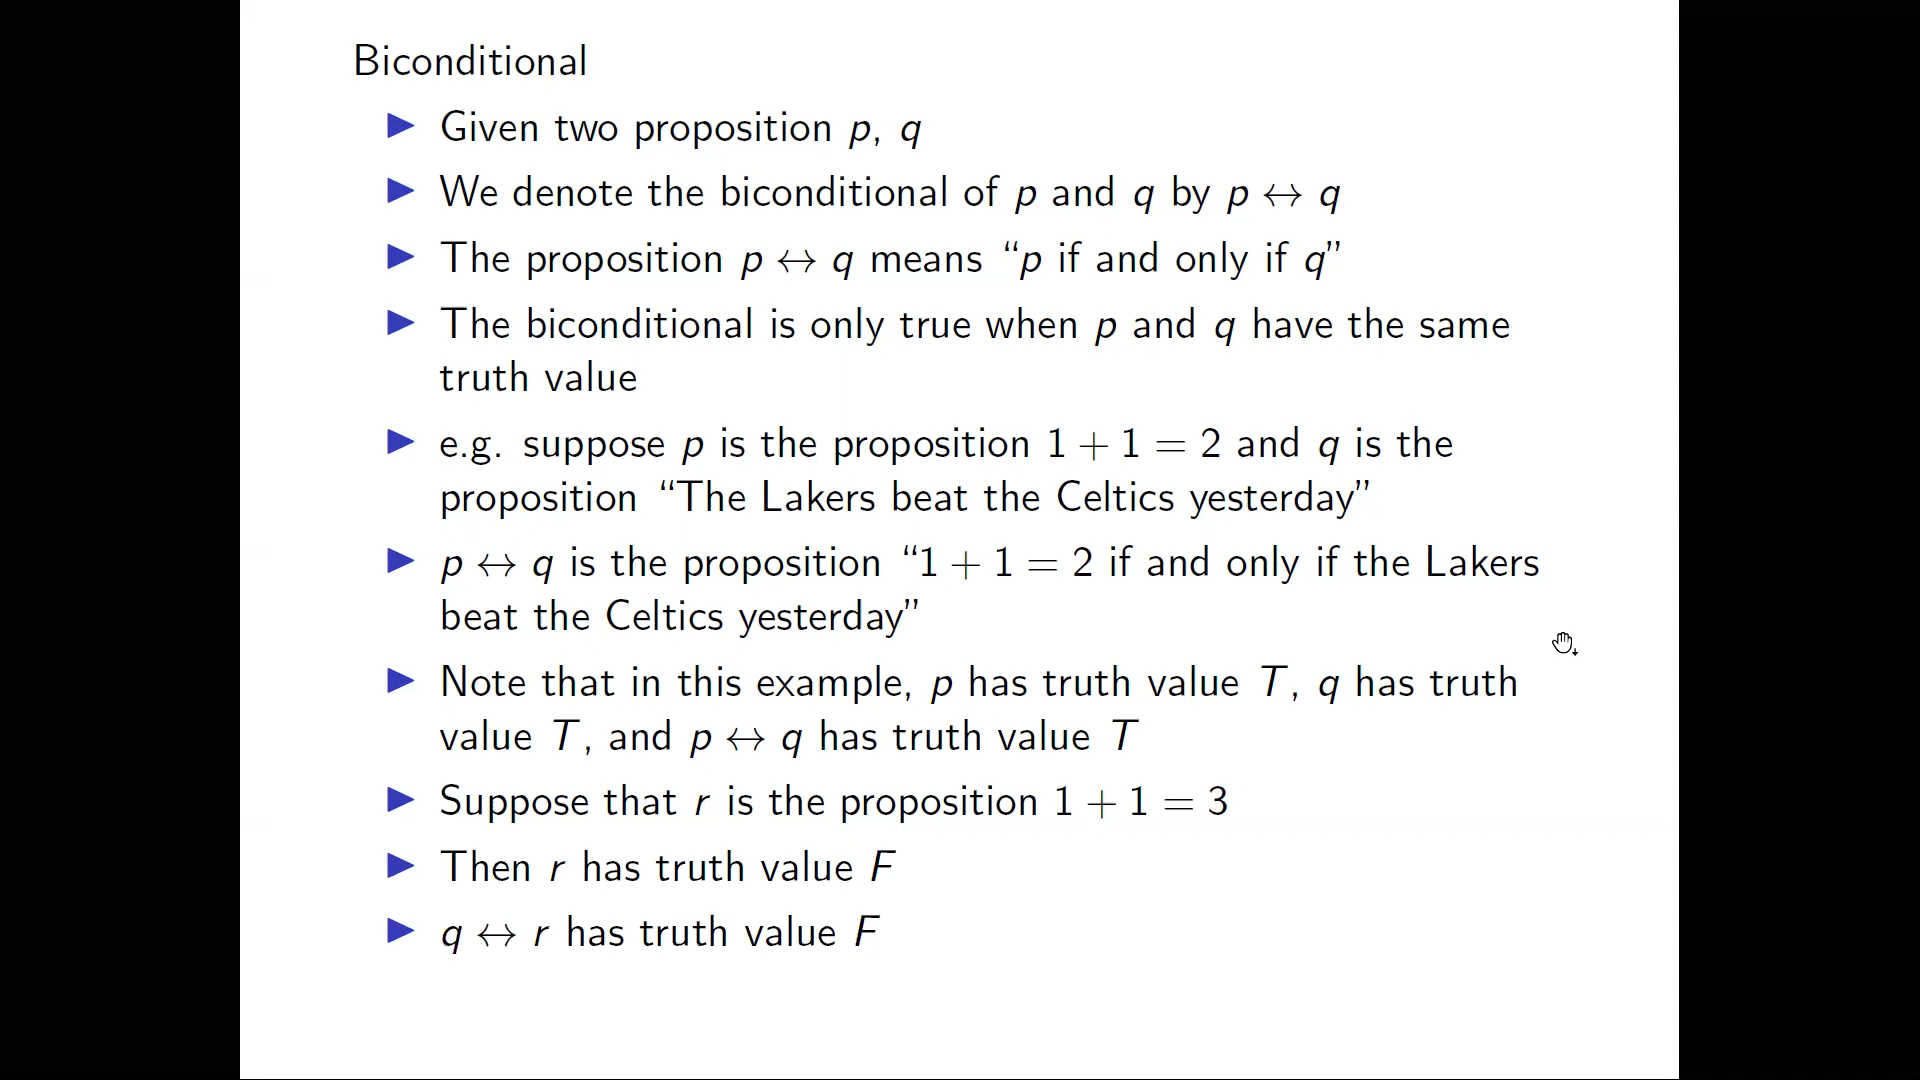 Biconditional
Given two proposition p, q
We denote the biconditional of p and q by p ↔ q
The proposition p ↔ q means “p if and only if q”
The biconditional is only true when p and q have the same
truth value
e.g. suppose p is the proposition 1 + 1 = 2 and q is the
proposition “The Lakers beat the Celtics yesterday”
p ↔ q is the proposition “1 + 1 = 2 if and only if the Lakers
beat the Celtics yesterday”
Note that in this example, p has truth value T, q has truth
value T, and p ↔ q has truth value T
Suppose that r is the proposition 1 + 1 = 3
Then r has truth value F
q ↔ r has truth value F